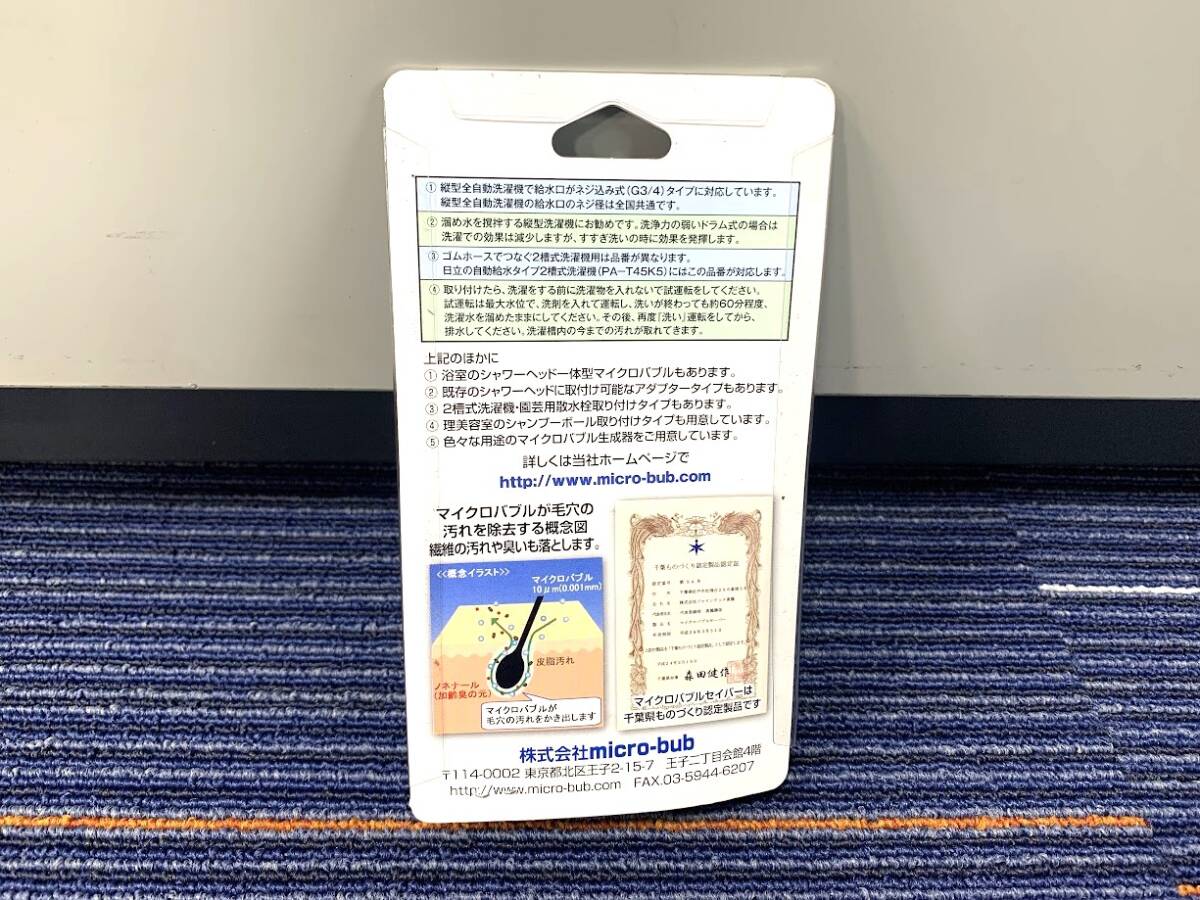 ① 縦型全自動洗濯機で給水口がネジ込み式(G3/4)タイプに対応しています。
縦型全自動洗濯機の給水口のネジ径は全国共通です。
② 溜め水を撹拌する縦型洗濯機にお勧めです。洗浄力の弱いドラム式の場合は
洗濯での効果は減少しますが、すすぎ洗いの時に効果を発揮します。
③ ゴムホースでつなぐ2槽式洗濯機用は品番が異なります。
日立の自動給水タイプ2槽式洗濯機(PA-T45K5)にはこの品番が対応します。
④ 取り付けたら、洗濯をする前に洗濯物を入れないで試運転をしてください。
試運転は最大水位で、洗剤を入れて運転し、洗いが終わっても約60分程度、
洗濯水を溜めたままにしてください。その後、再度「洗い」運転をしてから、
排水してください。洗濯槽内の今までの汚れが取れてきます。
上記のほかに
① 浴室のシャワーヘッド一体型マイクロバブルもあります。
② 既存のシャワーヘッドに取付け可能なアダプタータイプもあります。
③ 2槽式洗濯機・園芸用散水栓取り付けタイプもあります。
④ 理美容室のシャンプーボール取り付けタイプも用意しています。
⑤ 色々な用途のマイクロバブル生成器をご用意しています。
詳しくは当社ホームページで
http://www.micro-bub.com
マイクロバブルが毛穴の
汚れを除去する概念図
繊維の汚れや臭いも落とします。
<<概念イラスト>>
マイクロバブル
10μm(0.001mm)
皮脂汚れ
ノネナール
(加齢臭の元)
マイクロバブルが
毛穴の汚れをかき出します
千葉ものづくり認定製品認定証
森田健作
マイクロバブルセイバーは
千葉県ものづくり認定製品です
株式会社micro-bub
〒114-0002 東京都北区王子2-15-7 王子二丁目会館4階
http://www.micro-bub.com FAX.03-5944-6207